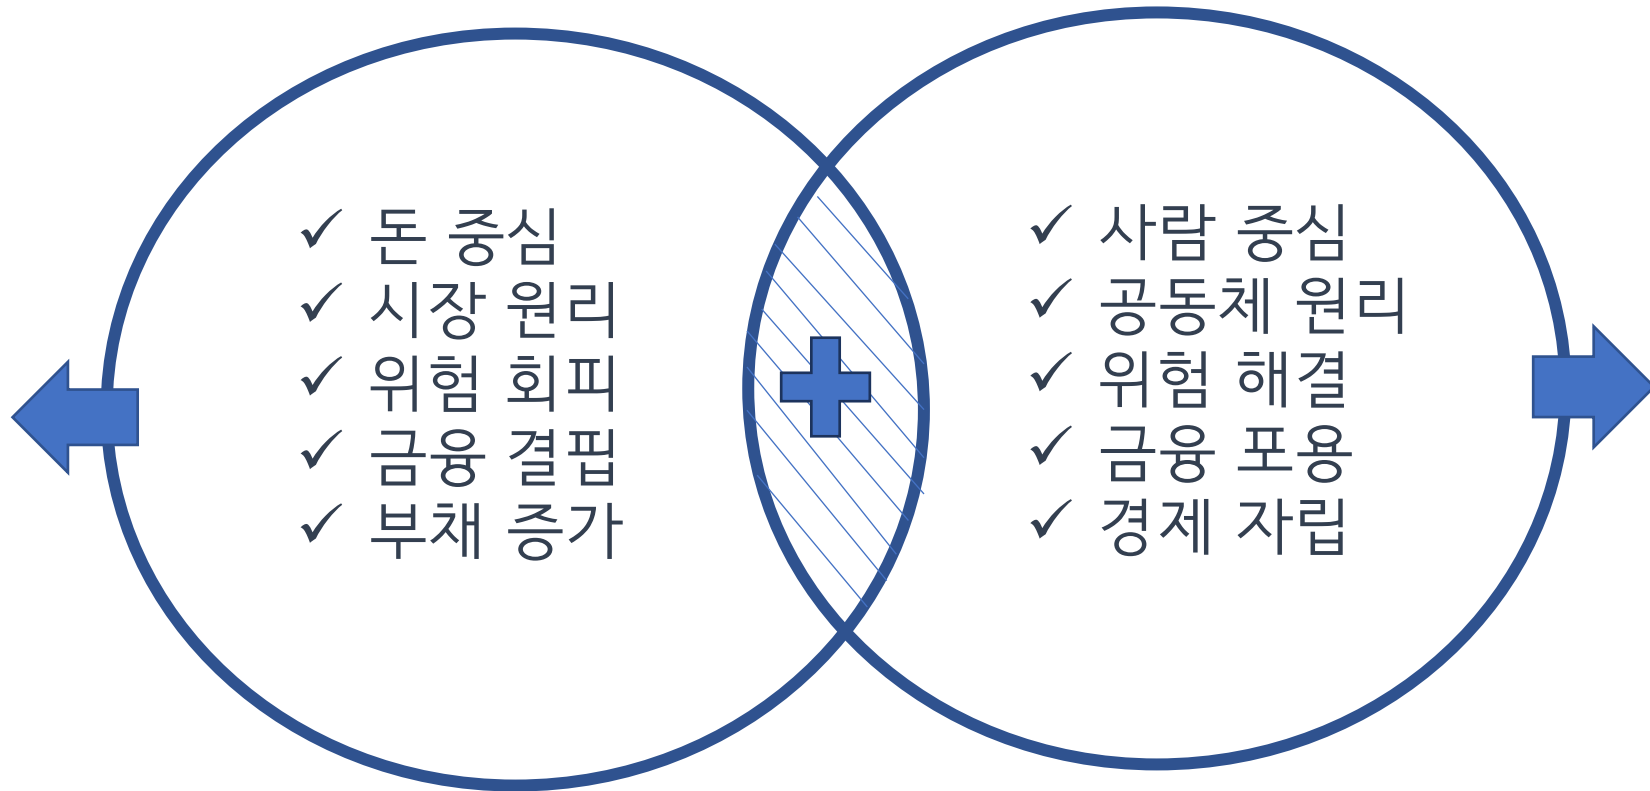 ✓ 돈 중심
✓ 시장 원리
✓ 위험 회피
✓ 금융 결핍
✓ 부채 증가
✓ 사람 중심
✓ 공동체 원리
✓ 위험 해결
✓ 금융 포용
✓ 경제 자립